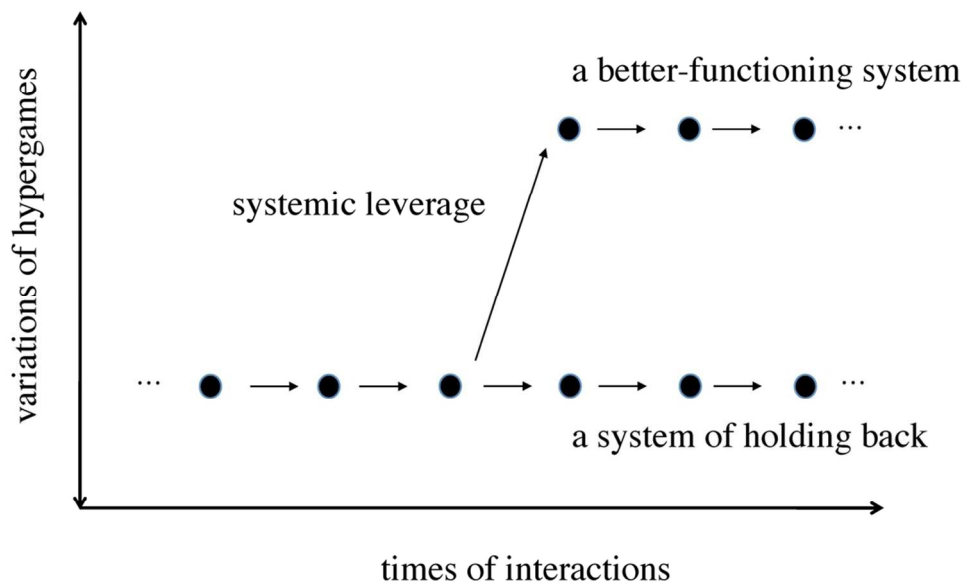 a better-functioning system
…
systemic leverage
variations of hypergames
… …
a system of holding back
times of interactions